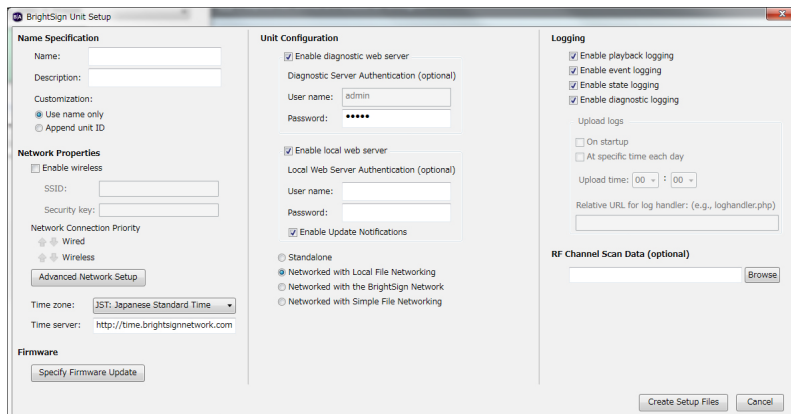 BrightSign Unit Setup
Name Specification
Name:
Description:
Customization:
Use name only
Append unit ID
Network Properties
Enable wireless
SSID:
Security key:
Network Connection Priority
Wired
Wireless
Advanced Network Setup
Time zone: JST: Japanese Standard Time
Time server: http://time.brightsignnetwork.com
Firmware
Specify Firmware Update
Unit Configuration
Enable diagnostic web server
Diagnostic Server Authentication (optional)
User name: admin
Password: •••••
Enable local web server
Local Web Server Authentication (optional)
User name:
Password:
Enable Update Notifications
Standalone
Networked with Local File Networking
Networked with the BrightSign Network
Networked with Simple File Networking
Logging
Enable playback logging
Enable event logging
Enable state logging
Enable diagnostic logging
Upload logs
On startup
At specific time each day
Upload time: 00 : 00
Relative URL for log handler: (e.g., loghandler.php)
RF Channel Scan Data (optional)
Browse
Create Setup Files Cancel